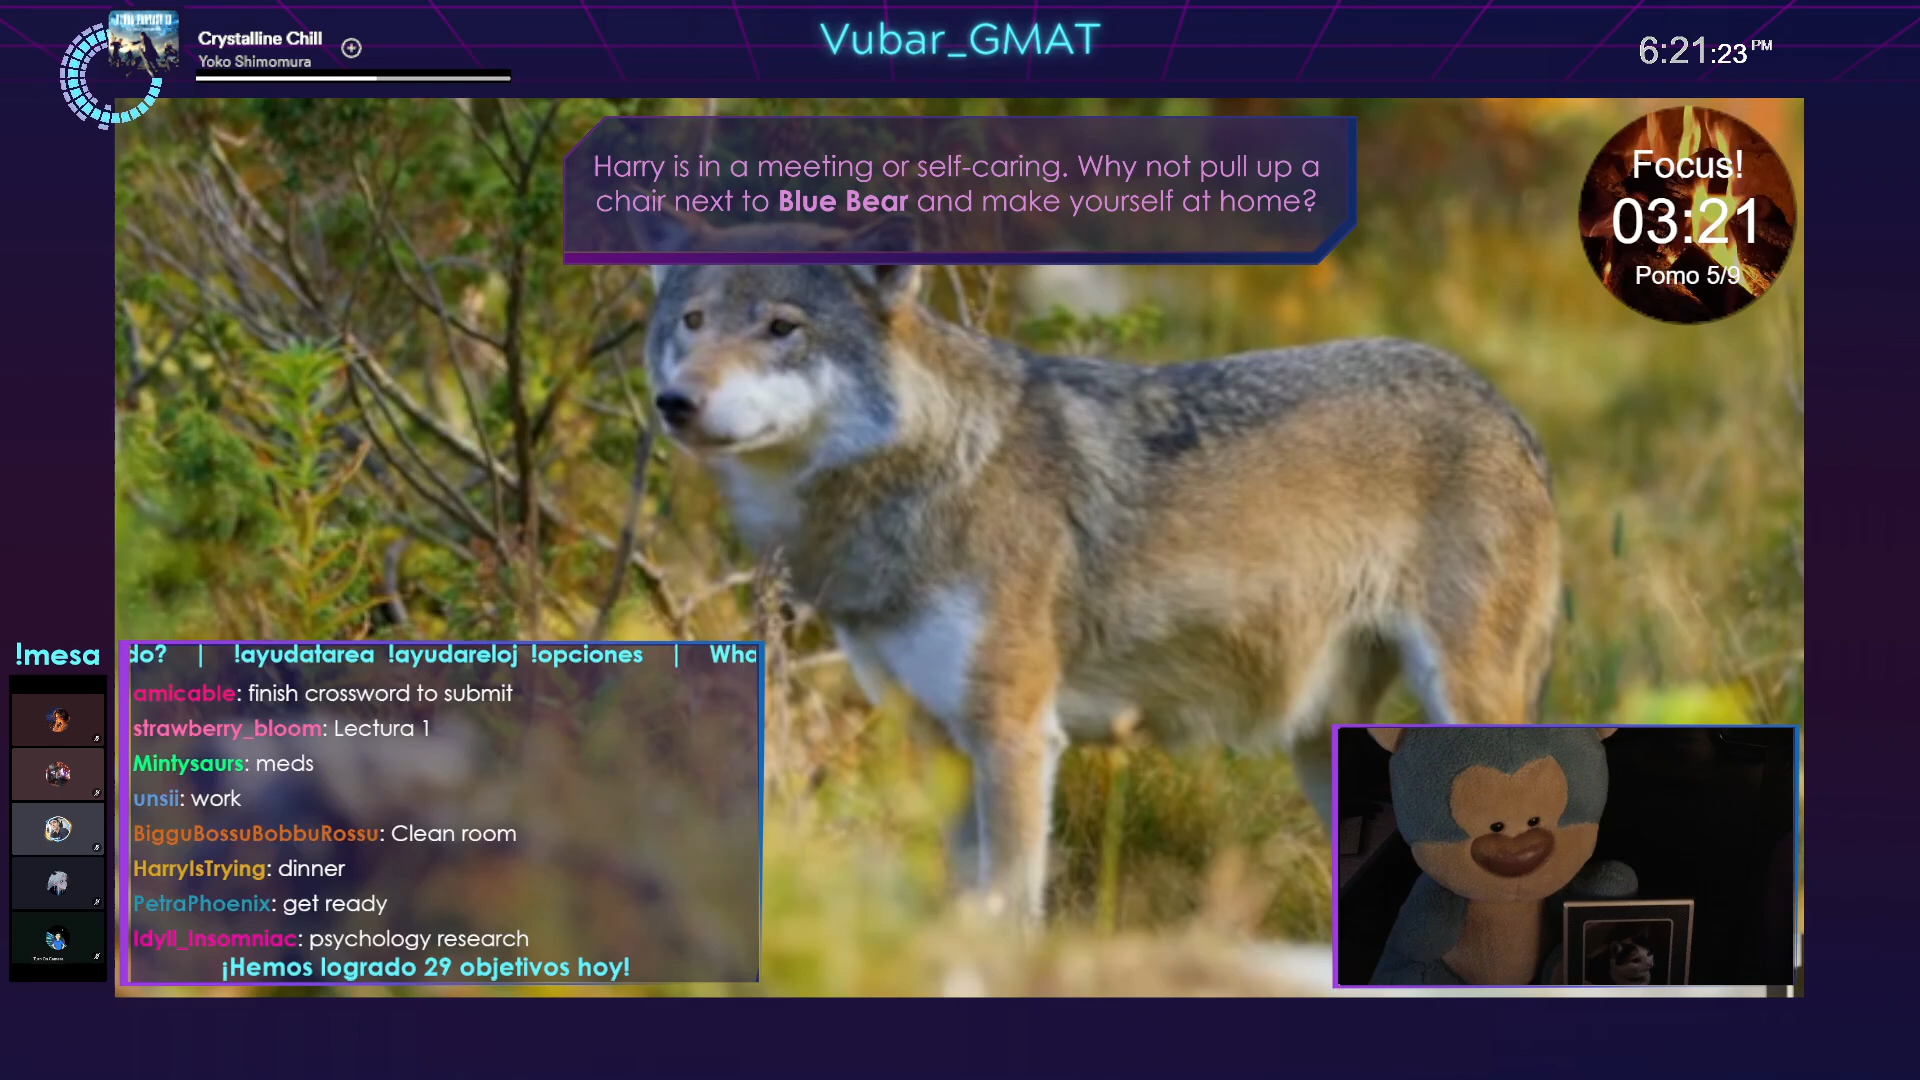 Crystalline Chill
Yoko Shimomura
Vubar_GMAT
6:21:23 PM
Harry is in a meeting or self-caring. Why not pull up a
chair next to Blue Bear and make yourself at home?
Focus!
03:21
Pomo 5/9
!mesa
do? | !ayudatarea !ayudareloj !opciones | Wha
amicable: finish crossword to submit
strawberry_bloom: Lectura 1
Mintysaurs: meds
unsii: work
BigguBossuBobbuRossu: Clean room
HarryIsTrying: dinner
PetraPhoenix: get ready
Idyll_Insomniac: psychology research
¡Hemos logrado 29 objetivos hoy!